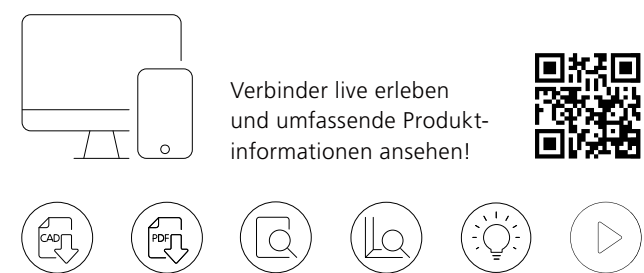 Verbinder live erleben
und umfassende Produkt-
informationen ansehen!
CAD
PDF